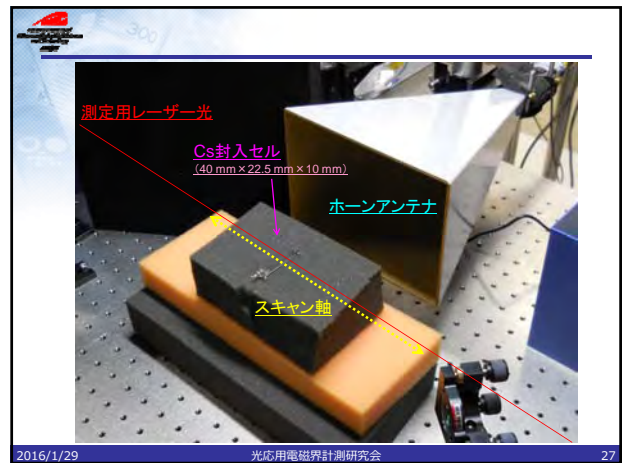 測定用レーザー光
Cs封入セル
(40 mm×22.5 mm×10 mm)
ホーンアンテナ
スキャン軸
2016/1/29
光応用電磁界計測研究会
27